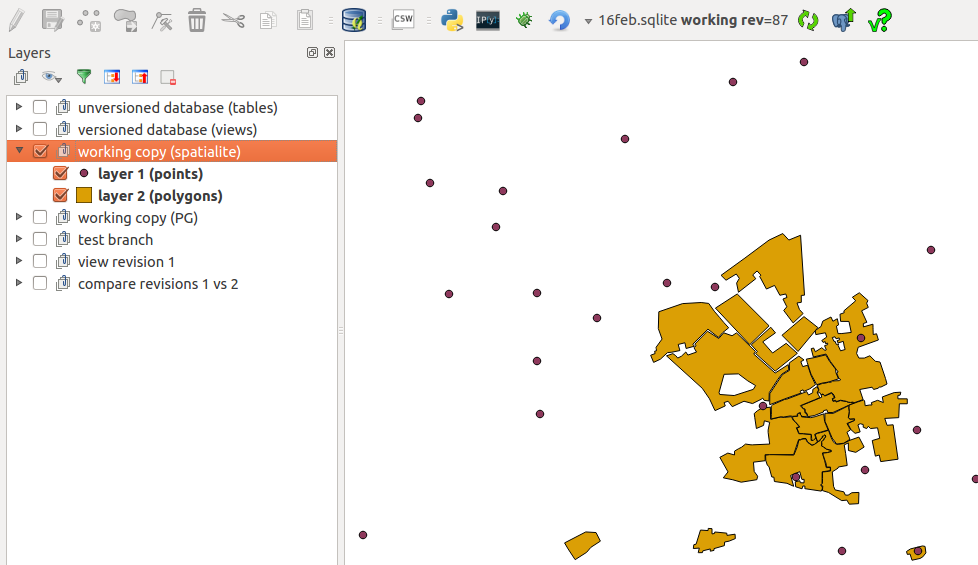 CSW
IP[y]:
16feb.sqlite working rev=87
Layers
unversioned database (tables)
versioned database (views)
working copy (spatialite)
layer 1 (points)
layer 2 (polygons)
working copy (PG)
test branch
view revision 1
compare revisions 1 vs 2